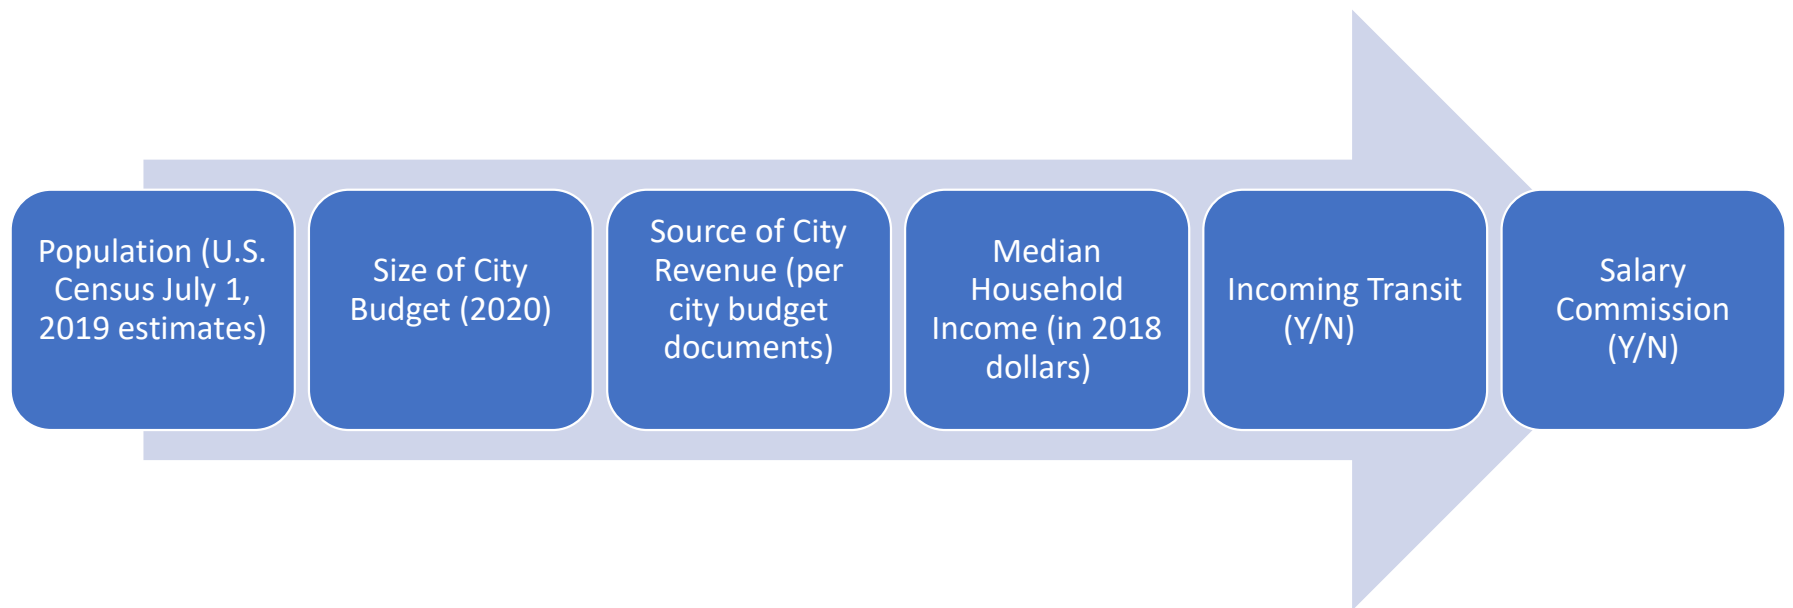 Population (U.S.
Census July 1,
2019 estimates)
Size of City
Budget (2020)
Source of City
Revenue (per
city budget
documents)
Median
Household
Income (in 2018
dollars)
Incoming Transit
(Y/N)
Salary
Commission
(Y/N)